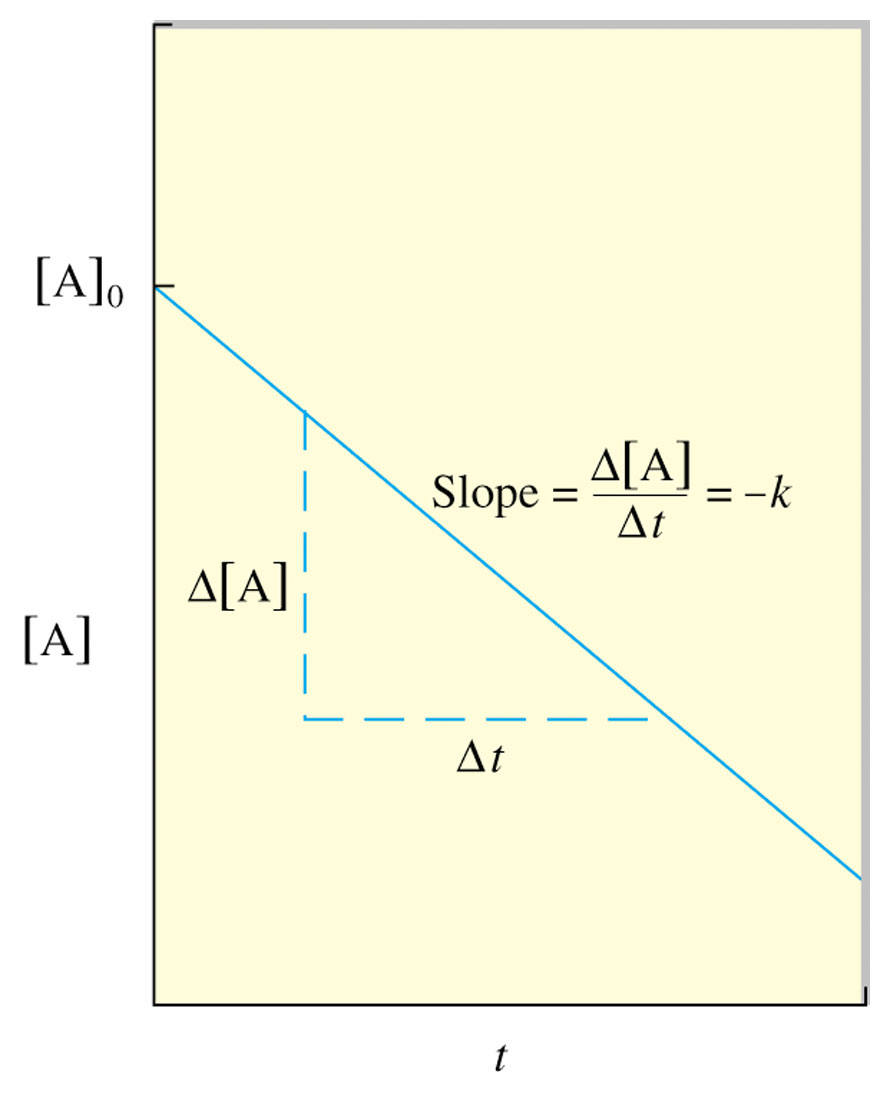 [A]₀
Slope = Δ[A]/Δt = –k
Δ[A]
[A]
Δt
t